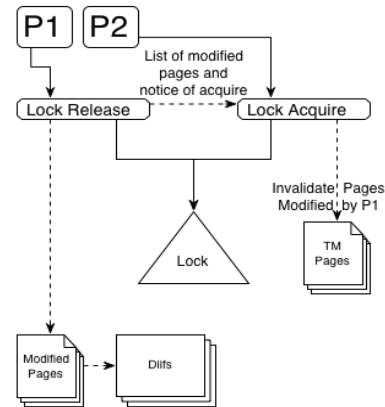 P1
P2
List of modified
pages and
notice of acquire
Lock Release
Lock Acquire
Invalidate Pages
Modified by P1
Lock
TM
Pages
Modified
Pages
Diifs